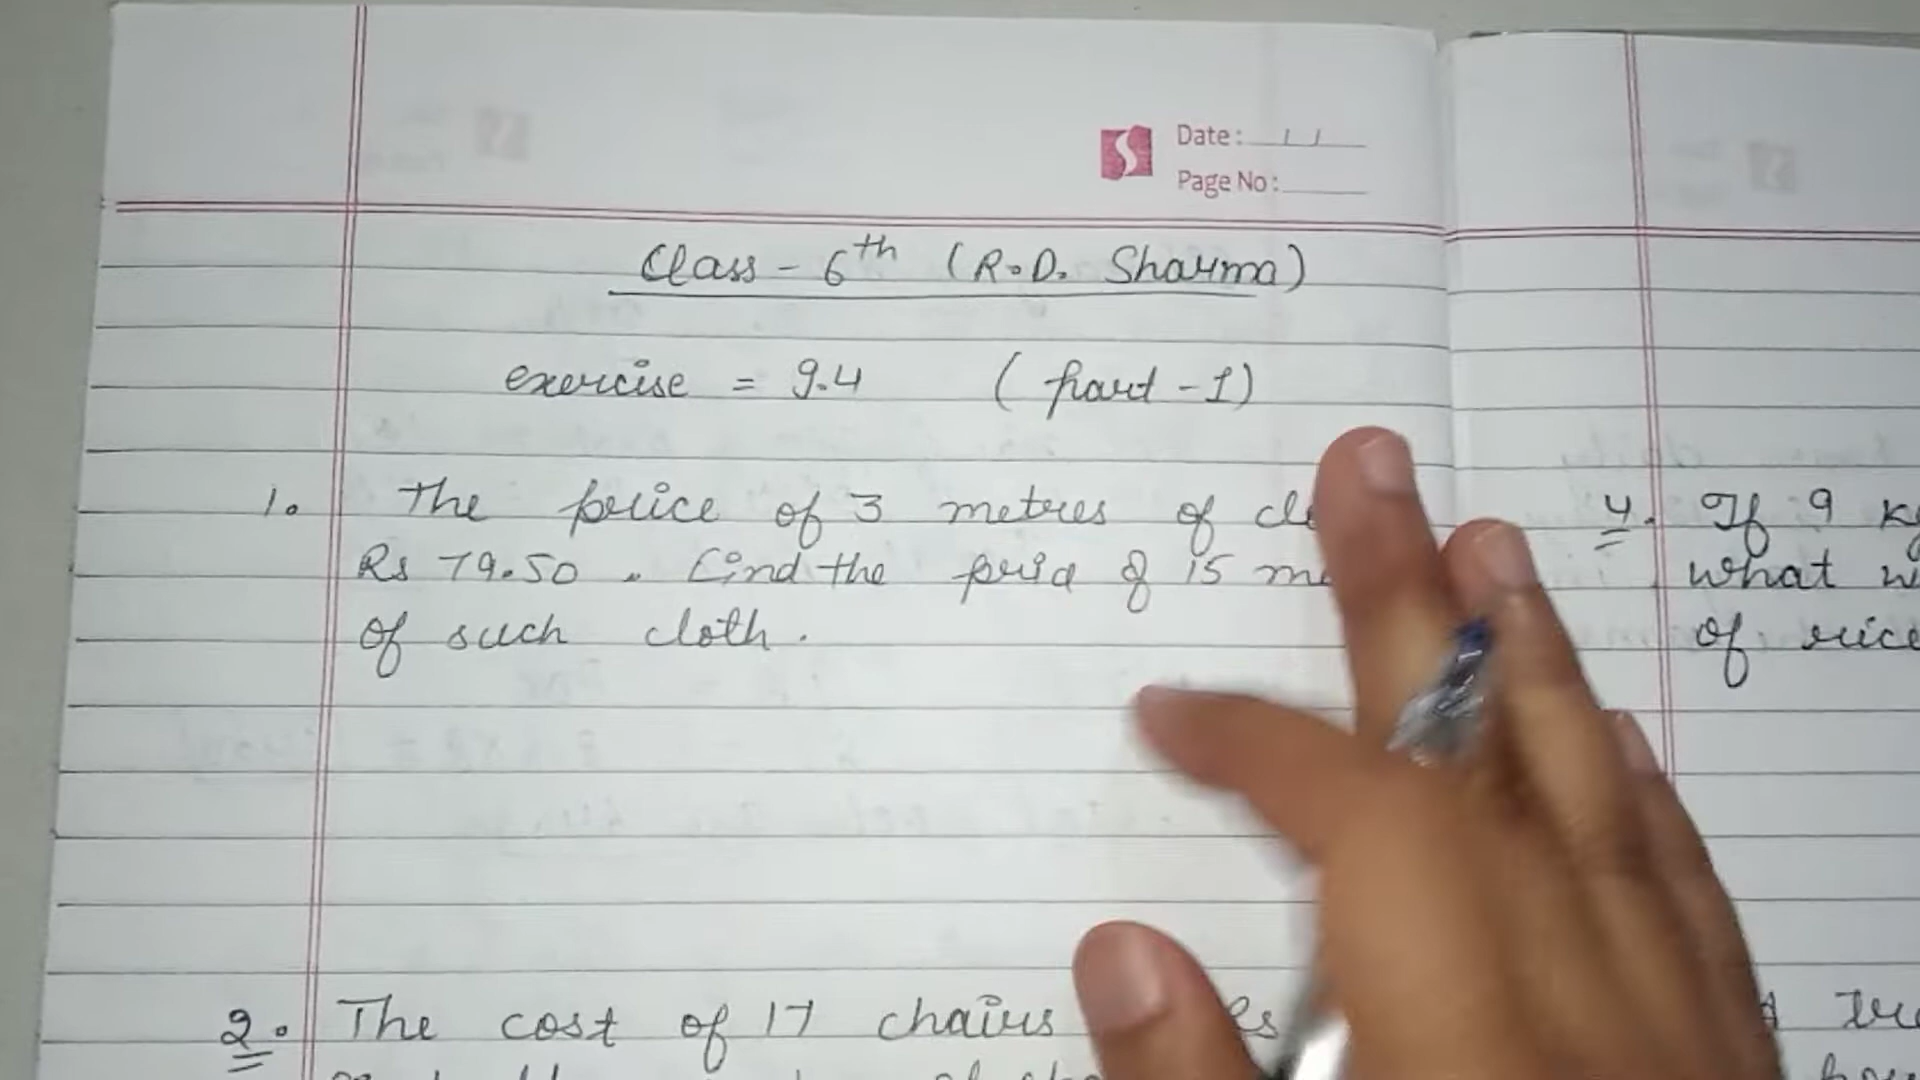 Date:
Page No:
Class - 6th (R.D. Sharma)
exercise = 9.4 (part - 1)
1. The price of 3 metres of
Rs 79.50 . Find the price of 15
of such cloth.
2. The cost of 17 chairs
4. If 9
what
of rice